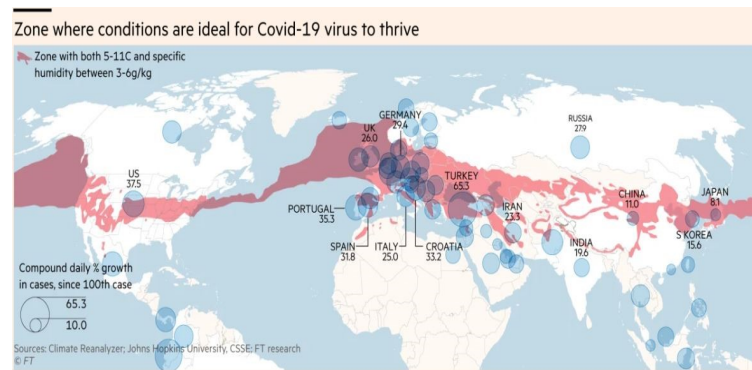 Zone where conditions are ideal for Covid-19 virus to thrive
Zone with both 5-11C and specific
humidity between 3-6g/kg
GERMANY
29.4
UK
26.0
RUSSIA
27.9
US
37.5
TURKEY
65.3
CHINA
11.0
JAPAN
8.1
PORTUGAL
35.3
IRAN
23.3
S KOREA
15.6
SPAIN
31.8
ITALY
25.0
CROATIA
33.2
INDIA
19.6
Compound daily % growth
in cases, since 100th case
65.3
10.0
Sources: Climate Reanalyzer; Johns Hopkins University, CSSE; FT research
© FT